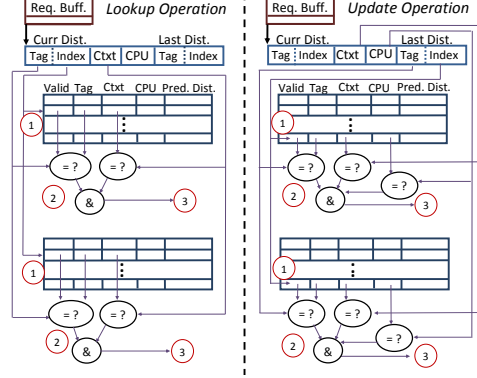 Req. Buff.
Lookup Operation
Curr Dist.
Last Dist.
Tag Index Ctxt CPU Tag Index
Valid Tag Ctxt CPU Pred. Dist.
1
= ?
= ?
2
&
3
1
= ?
= ?
2
&
3
Req. Buff.
Update Operation
Curr Dist.
Last Dist.
Tag Index Ctxt CPU Tag Index
Valid Tag Ctxt CPU Pred. Dist.
1
= ?
= ?
= ?
2
&
3
1
= ?
= ?
= ?
2
&
3